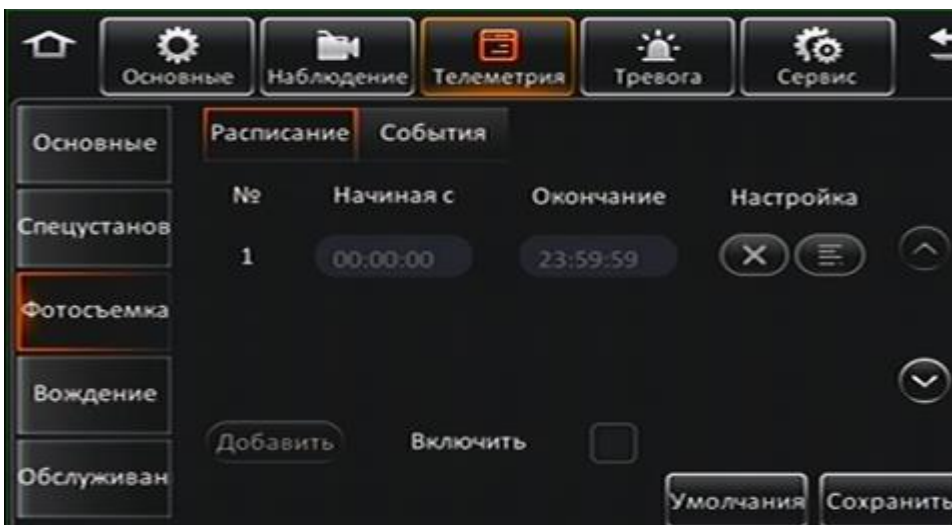 Основные Наблюдение Телеметрия Тревога Сервис
Основные
Спецустанов
Фотосъемка
Вождение
Обслуживан
Расписание События
№ Начиная с Окончание Настройка
1 00:00:00 23:59:59
Добавить Включить
Умолчания Сохранить